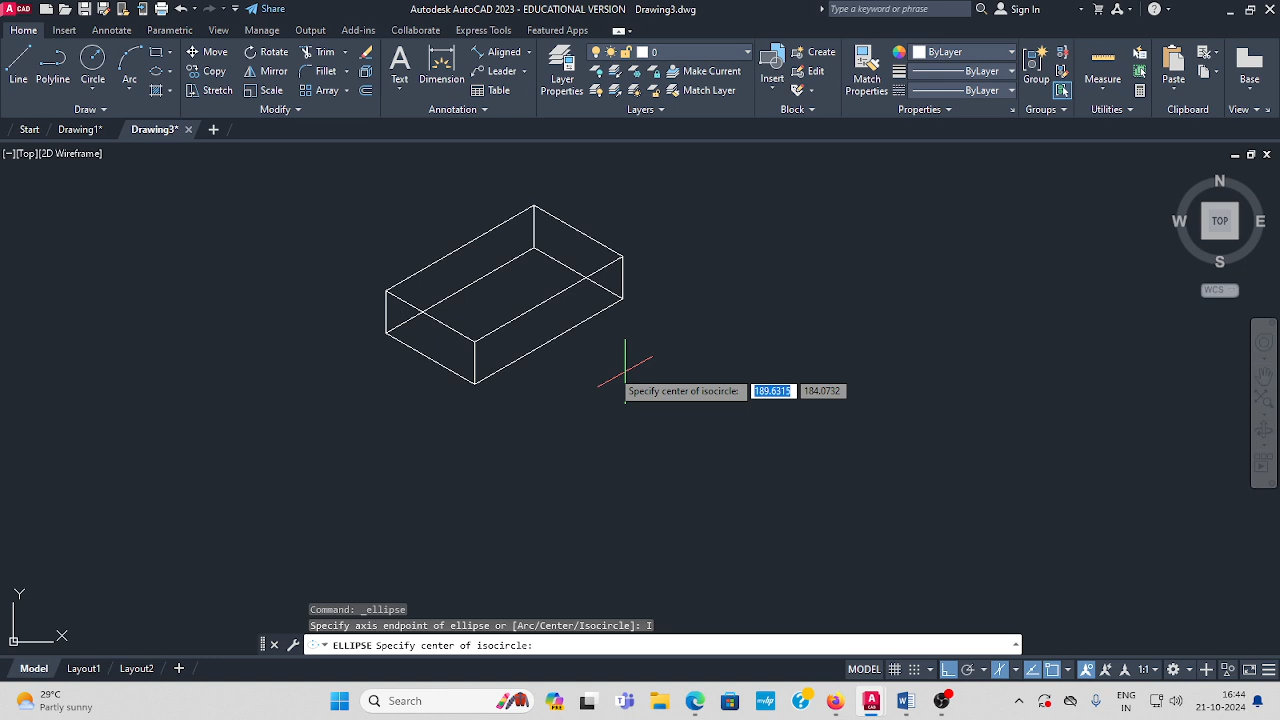 CAD
Share
Autodesk AutoCAD 2023 - EDUCATIONAL VERSION Drawing3.dwg
Type a keyword or phrase
Sign In
?
Home Insert Annotate Parametric View Manage Output Add-ins Collaborate Express Tools Featured Apps
Line Polyline Circle Arc
Move Rotate Trim
Copy Mirror Fillet
Stretch Scale Array
Text Dimension
Aligned
Leader
Table
Layer Properties
0
Make Current
Match Layer
Insert
Create
Edit
Match Properties
ByLayer
ByLayer
ByLayer
Group
Measure
Paste
Base
Draw Modify Annotation Layers Block Properties Groups Utilities Clipboard View
Start Drawing1* Drawing3*
[−][Top][2D Wireframe]
N
W TOP E
S
WCS
Specify center of isocircle: 189.6315 184.0732
Y
X
Command: _ellipse
Specify axis endpoint of ellipse or [Arc/Center/Isocircle]: I
ELLIPSE Specify center of isocircle:
Model Layout1 Layout2 +
MODEL 1:1
29°C
Partly sunny
Search
ENG
IN
16:44
21-10-2024